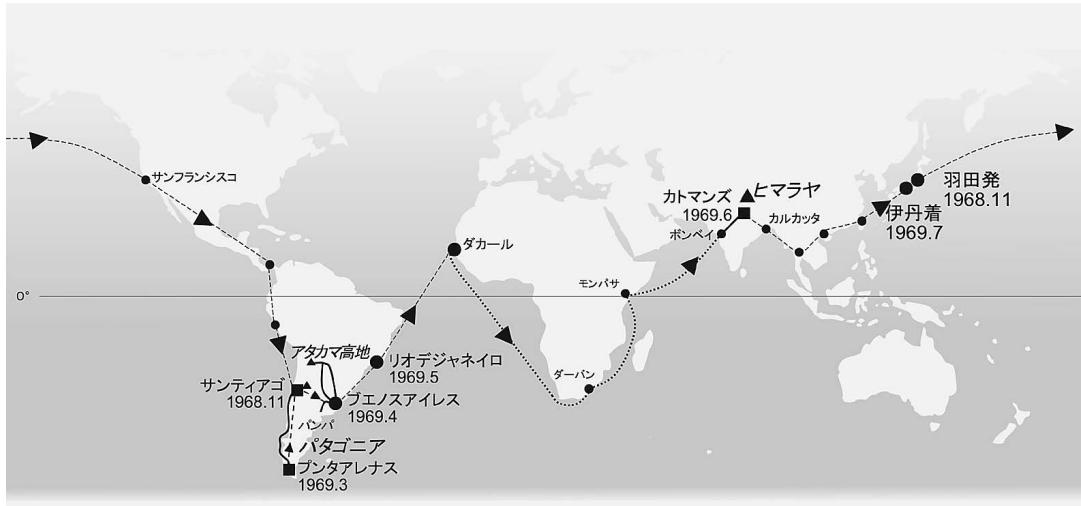 サンフランシスコ
0°
アタカマ高地
サンティアゴ
1968.11
パンパ
パタゴニア
プンタアレナス
1969.3
ブエノスアイレス
1969.4
リオデジャネイロ
1969.5
ダカール
ダーバン
モンバサ
ボンベイ
カトマンズ
1969.6
ヒマラヤ
カルカッタ
伊丹着
1969.7
羽田発
1968.11